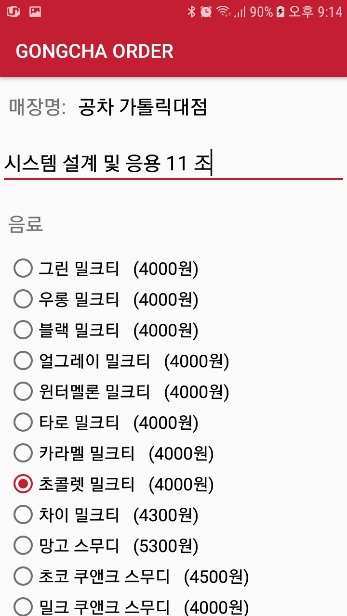 90% 오후 9:14
GONGCHA ORDER
매장명: 공차 가톨릭대점
시스템 설계 및 응용 11 조
음료
그린 밀크티 (4000원)
우롱 밀크티 (4000원)
블랙 밀크티 (4000원)
얼그레이 밀크티 (4000원)
윈터멜론 밀크티 (4000원)
타로 밀크티 (4000원)
카라멜 밀크티 (4000원)
초콜렛 밀크티 (4000원)
차이 밀크티 (4300원)
망고 스무디 (5300원)
초코 쿠앤크 스무디 (4500원)
밀크 쿠앤크 스무디 (4000원)